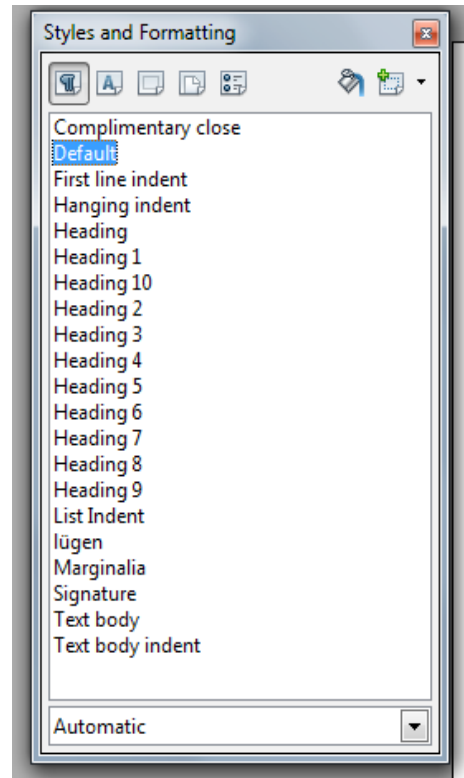 Styles and Formatting
Complimentary close
Default
First line indent
Hanging indent
Heading
Heading 1
Heading 10
Heading 2
Heading 3
Heading 4
Heading 5
Heading 6
Heading 7
Heading 8
Heading 9
List Indent
lügen
Marginalia
Signature
Text body
Text body indent
Automatic